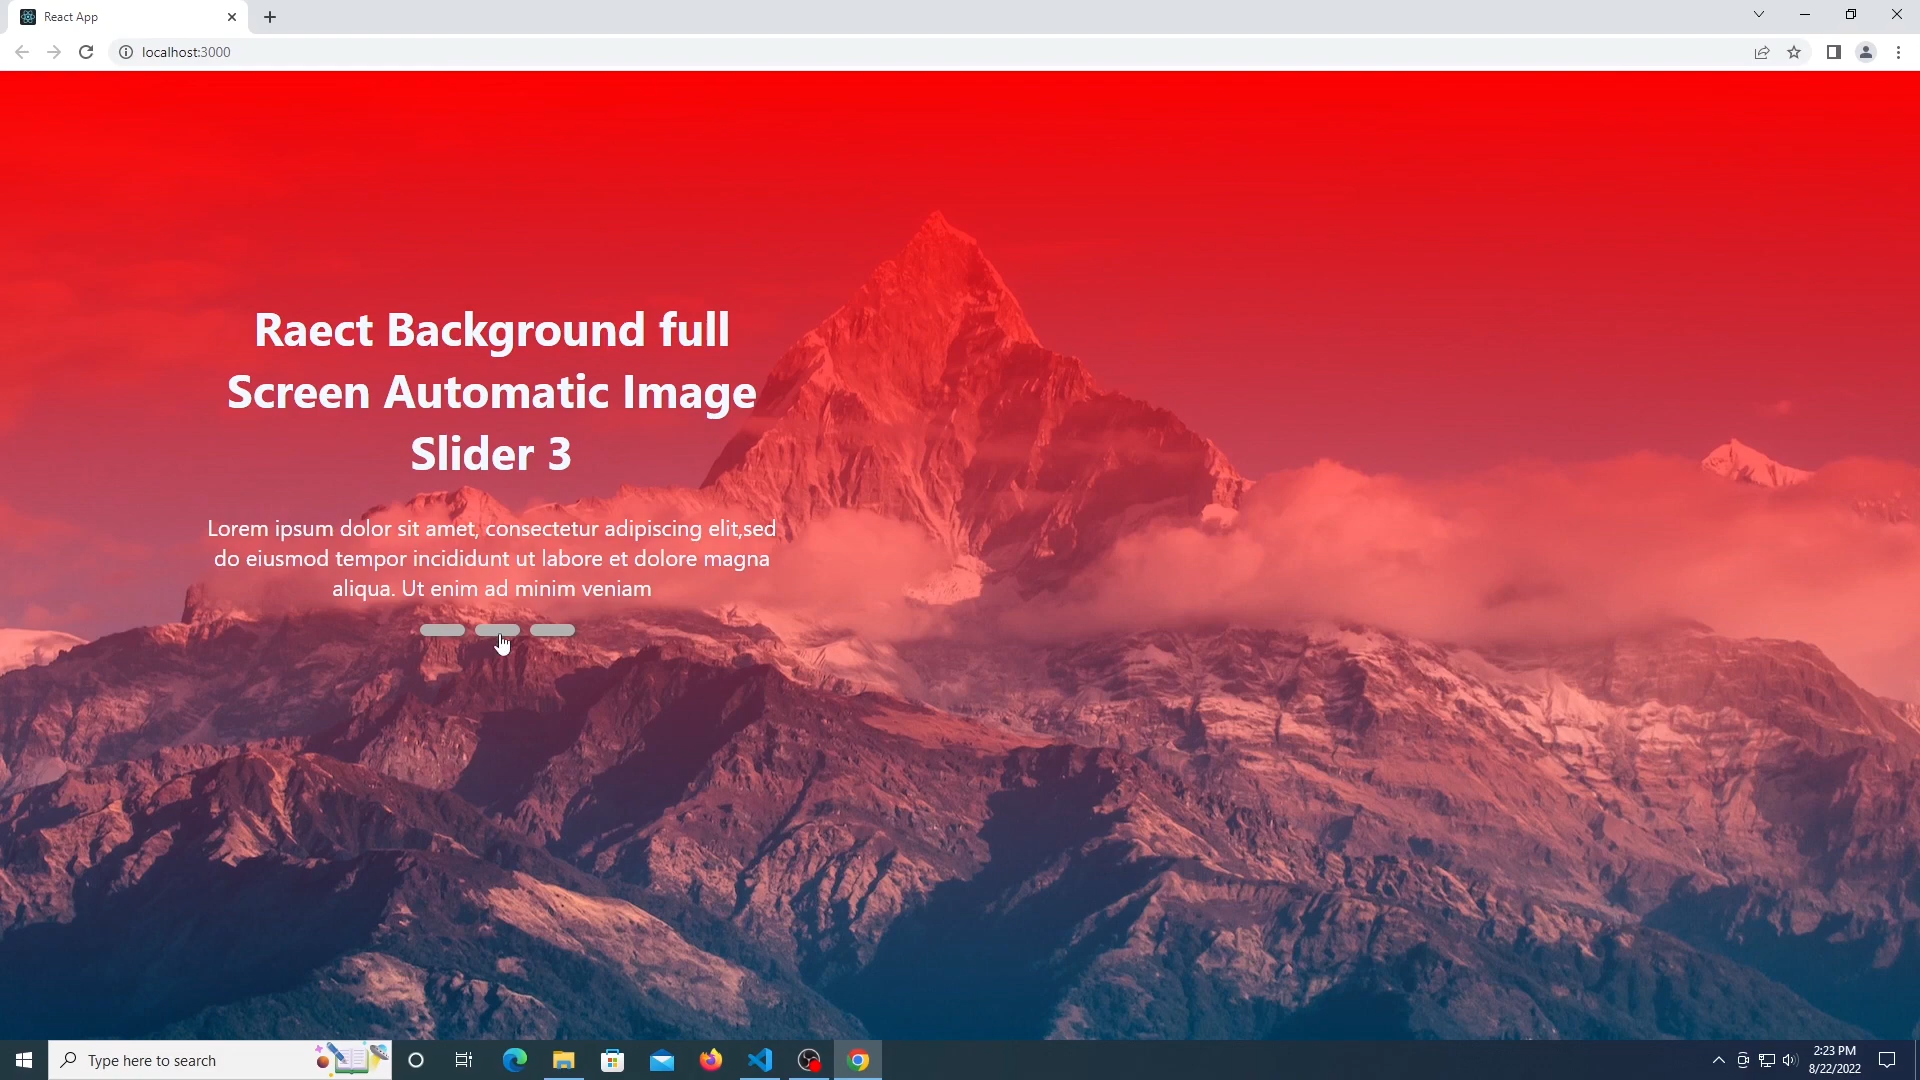 React App
localhost:3000
Raect Background full
Screen Automatic Image
Slider 3
Lorem ipsum dolor sit amet, consectetur adipiscing elit,sed
do eiusmod tempor incididunt ut labore et dolore magna
aliqua. Ut enim ad minim veniam
Type here to search
2:23 PM
8/22/2022